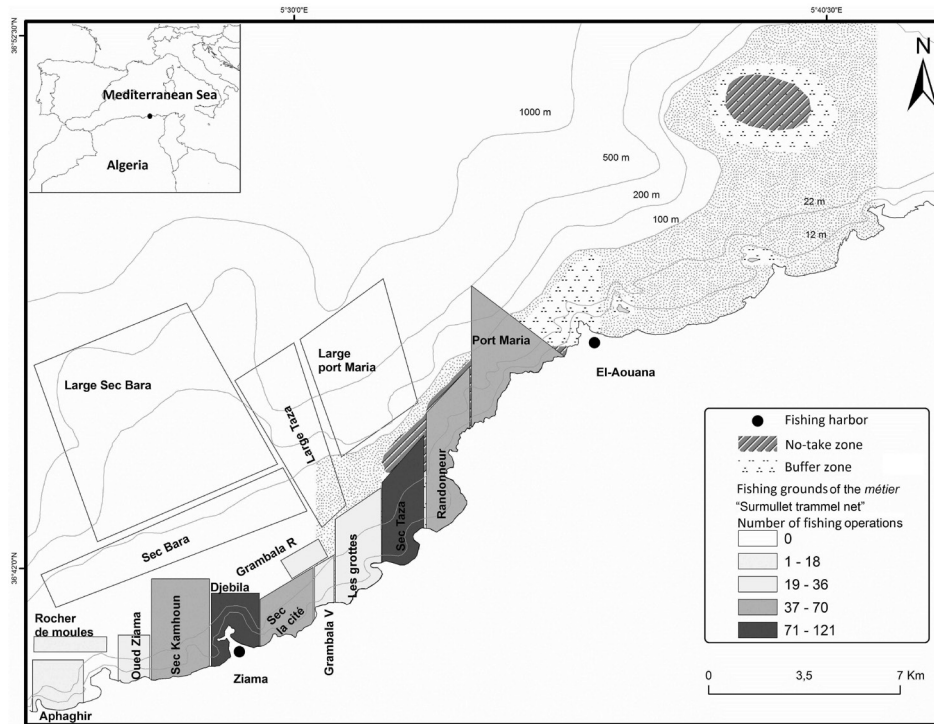 5°30'0"E
5°40'30"E
36°52'30"N
36°42'0"N
Mediterranean Sea
Algeria
N
1000 m
500 m
200 m
100 m
22 m
12 m
Port Maria
Large
port Maria
El-Aouana
Large Sec Bara
Large Taza
Randonneur
Sec Taza
Sec Bara
Grambala R
Les grottes
Djebila
Rocher
de moules
Oued Ziama
Sec Kamhoun
Sec
la cité
Grambala V
Ziama
Aphaghir
Fishing harbor
No-take zone
Buffer zone
Fishing grounds of the métier
“Surmullet trammel net”
Number of fishing operations
0
1 - 18
19 - 36
37 - 70
71 - 121
0 3,5 7 Km